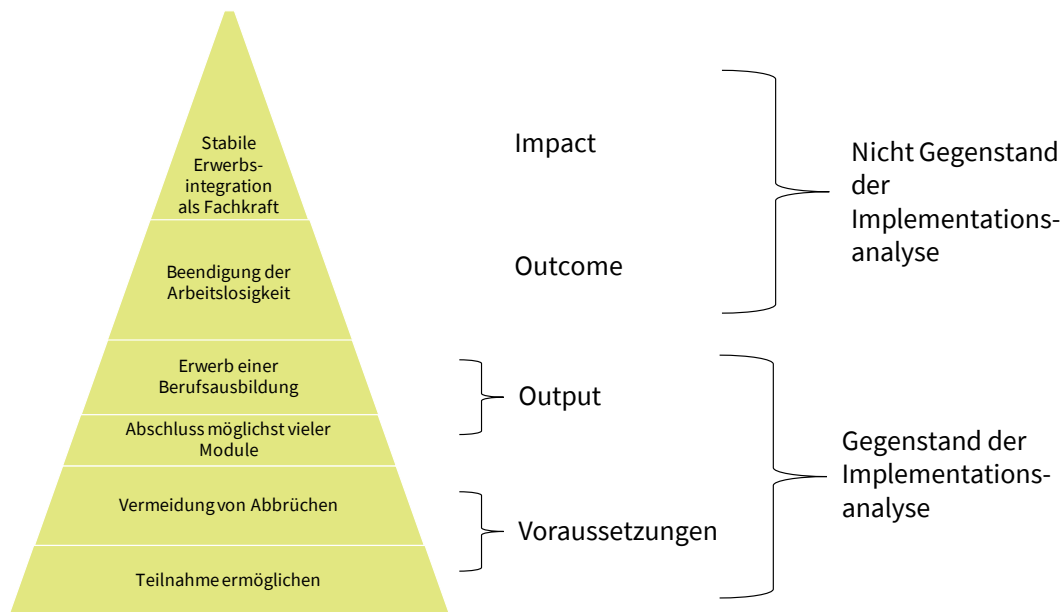 Stabile
Erwerbs-
integration
als Fachkraft
Beendigung der
Arbeitslosigkeit
Erwerb einer
Berufsausbildung
Abschluss möglichst vieler
Module
Vermeidung von Abbrüchen
Teilnahme ermöglichen
Impact
Outcome
Output
Voraussetzungen
Nicht Gegenstand
der
Implementations-
analyse
Gegenstand der
Implementations-
analyse